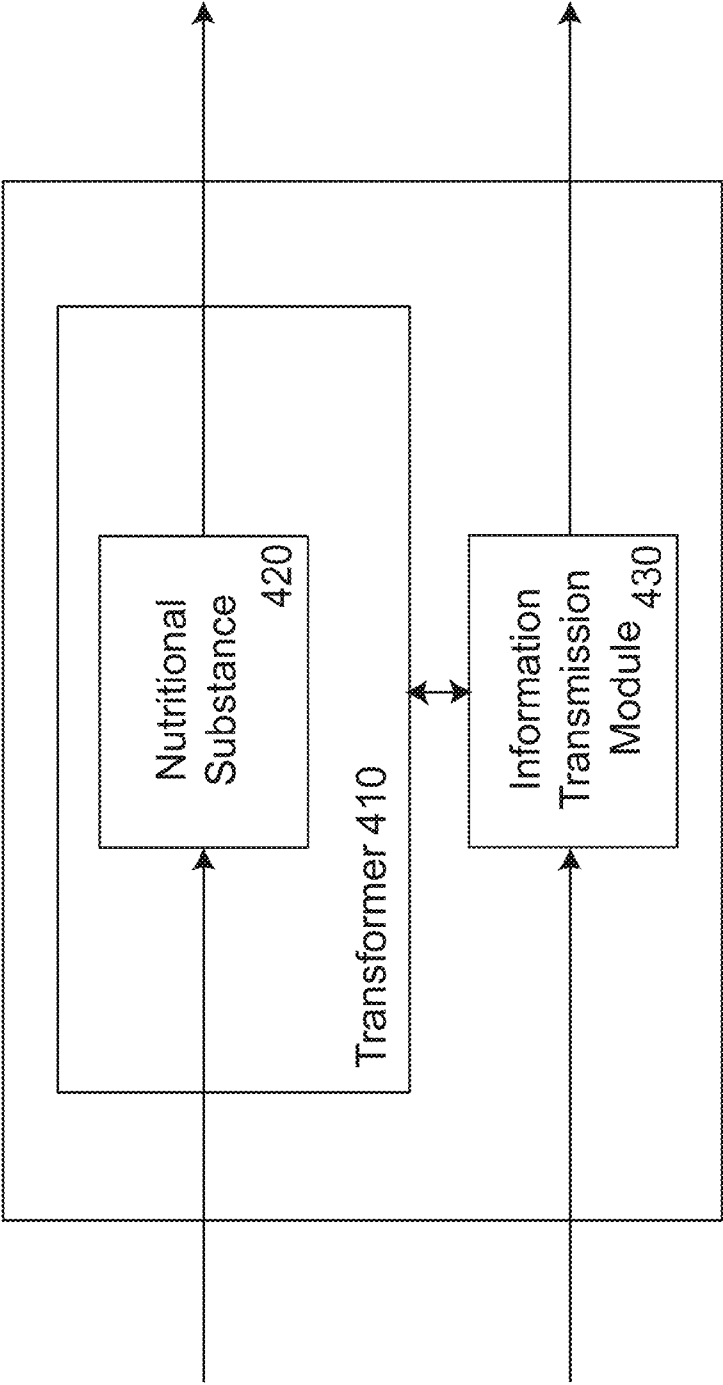 Nutritional
Substance
420
Transformer 410
Information
Transmission
Module 430